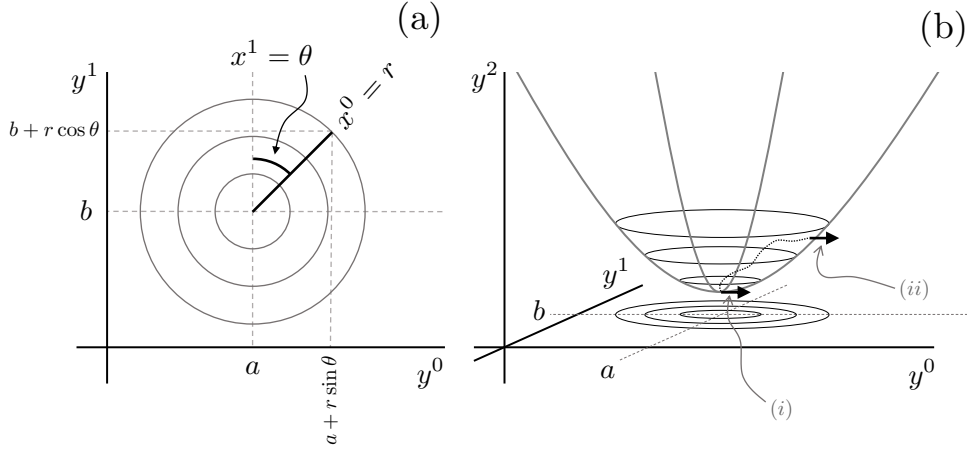 (a)
x^1 = θ
x^0 = r
y^1
b + r cos θ
b
a
a + r sin θ
y^0
(b)
y^2
y^1
b
a
y^0
(i)
(ii)